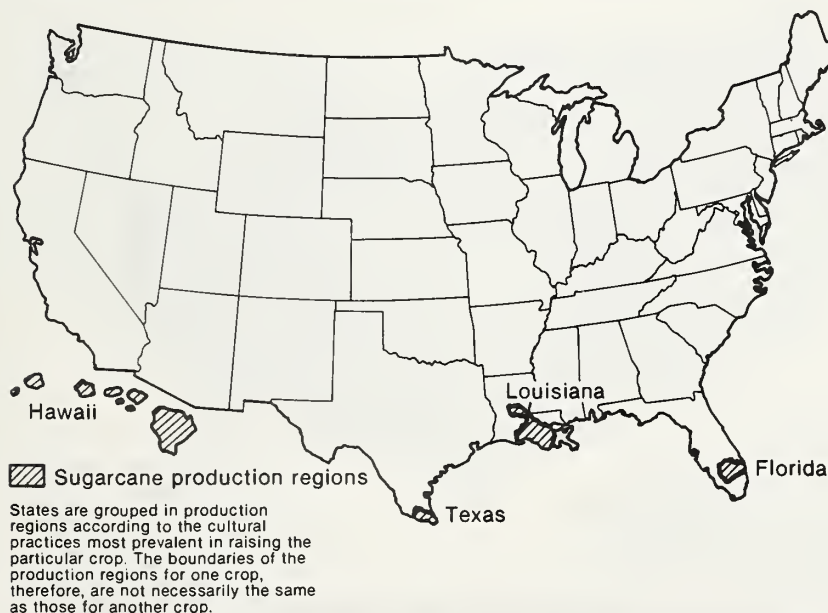 Louisiana
Hawaii
Sugarcane production regions
Florida
Texas
States are grouped in production
regions according to the cultural
practices most prevalent in raising the
particular crop. The boundaries of the
production regions for one crop,
therefore, are not necessarily the same
as those for another crop.